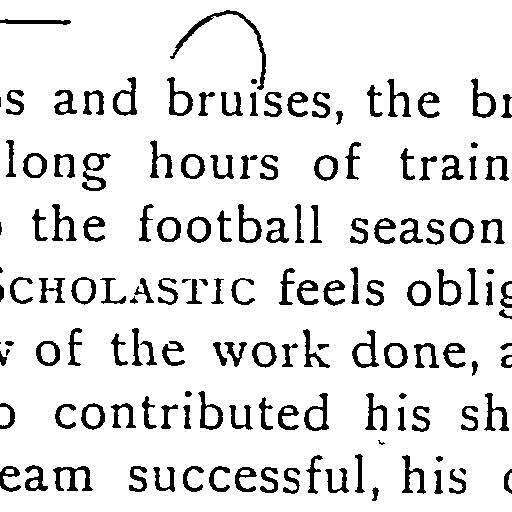 s and bruises, the br
long hours of train
the football season
SCHOLASTIC feels oblig
of the work done, a
contributed his sh
eam successful, his